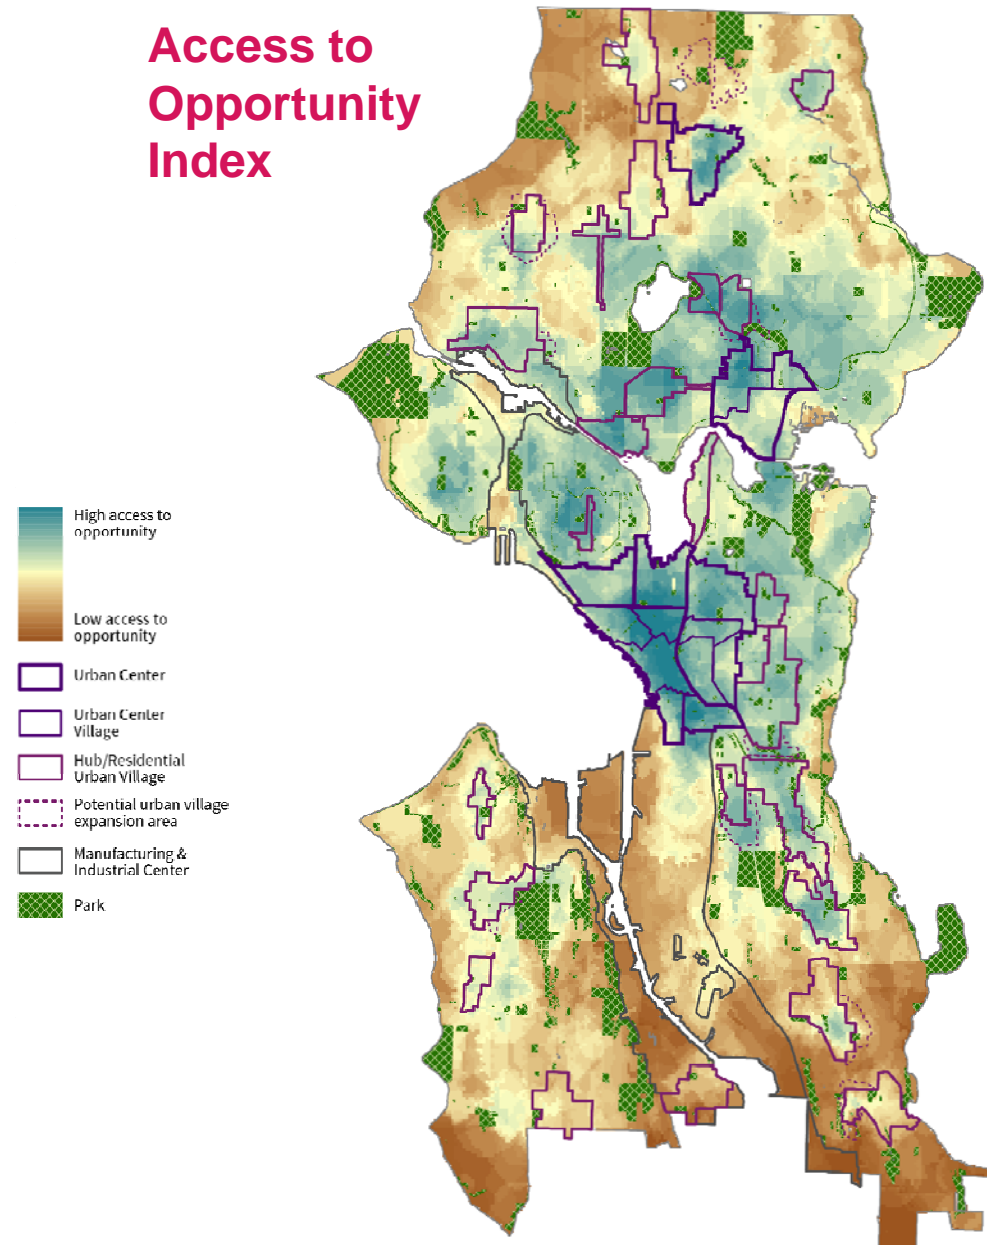 Access to
Opportunity
Index
High access to
opportunity
Low access to
opportunity
Urban Center
Urban Center
Village
Hub/Residential
Urban Village
Potential urban village
expansion area
Manufacturing &
Industrial Center
Park